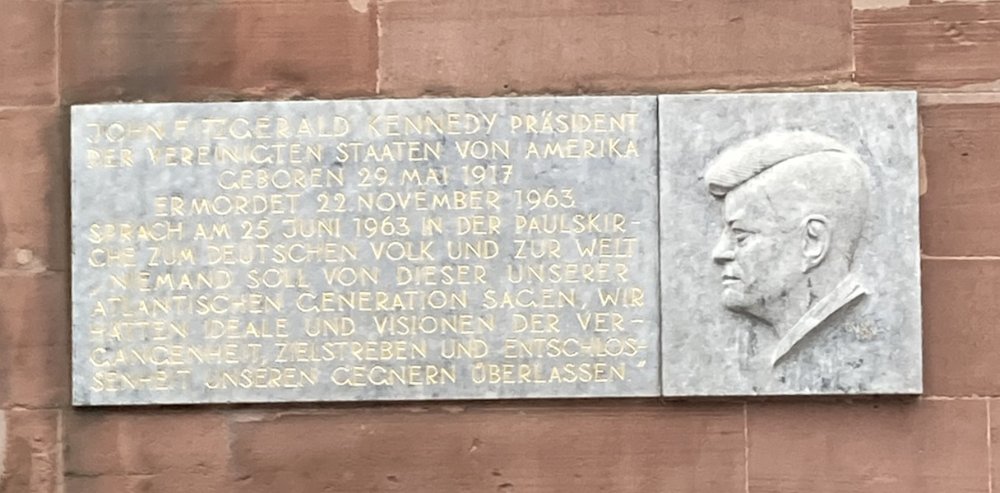 JOHN FITZGERALD KENNEDY PRÄSIDENT
DER VEREINIGTEN STAATEN VON AMERIKA
GEBOREN 29. MAI 1917
ERMORDET 22. NOVEMBER 1963
SPRACH AM 25. JUNI 1963 IN DER PAULSKIR-
CHE ZUM DEUTSCHEN VOLK UND ZUR WELT
„NIEMAND SOLL VON DIESER UNSERER
ATLANTISCHEN GENERATION SAGEN, WIR
HÄTTEN IDEALE UND VISIONEN DER VER-
GANGENHEIT, ZIELSTREBEN UND ENTSCHLOS-
SENHEIT UNSEREN GEGNERN ÜBERLASSEN.“